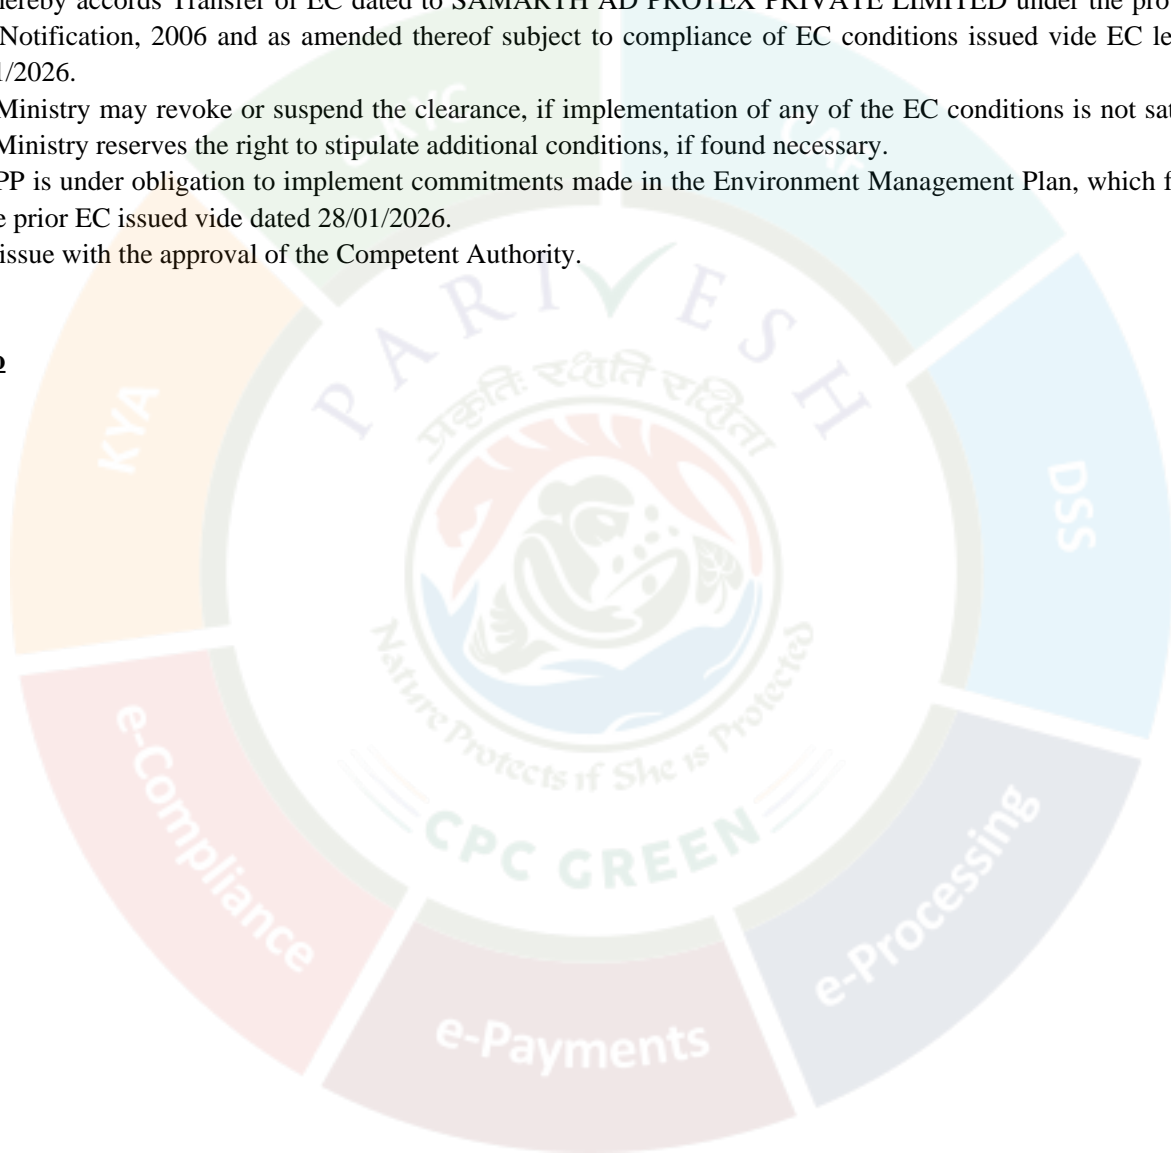 hereby accords Transfer of EC dated to SAMARTH AD PROTEX PRIVATE LIMITED under the pro
Notification, 2006 and as amended thereof subject to compliance of EC conditions issued vide EC le
1/2026.
Ministry may revoke or suspend the clearance, if implementation of any of the EC conditions is not sat
Ministry reserves the right to stipulate additional conditions, if found necessary.
PP is under obligation to implement commitments made in the Environment Management Plan, which f
e prior EC issued vide dated 28/01/2026.
issue with the approval of the Competent Authority.
PARIVESH
प्रकृतिः रक्षति रक्षिता
KYA
DSS
Nature Protects if She is Protected
CPC GREEN
e-Compliance
e-Processing
e-Payments